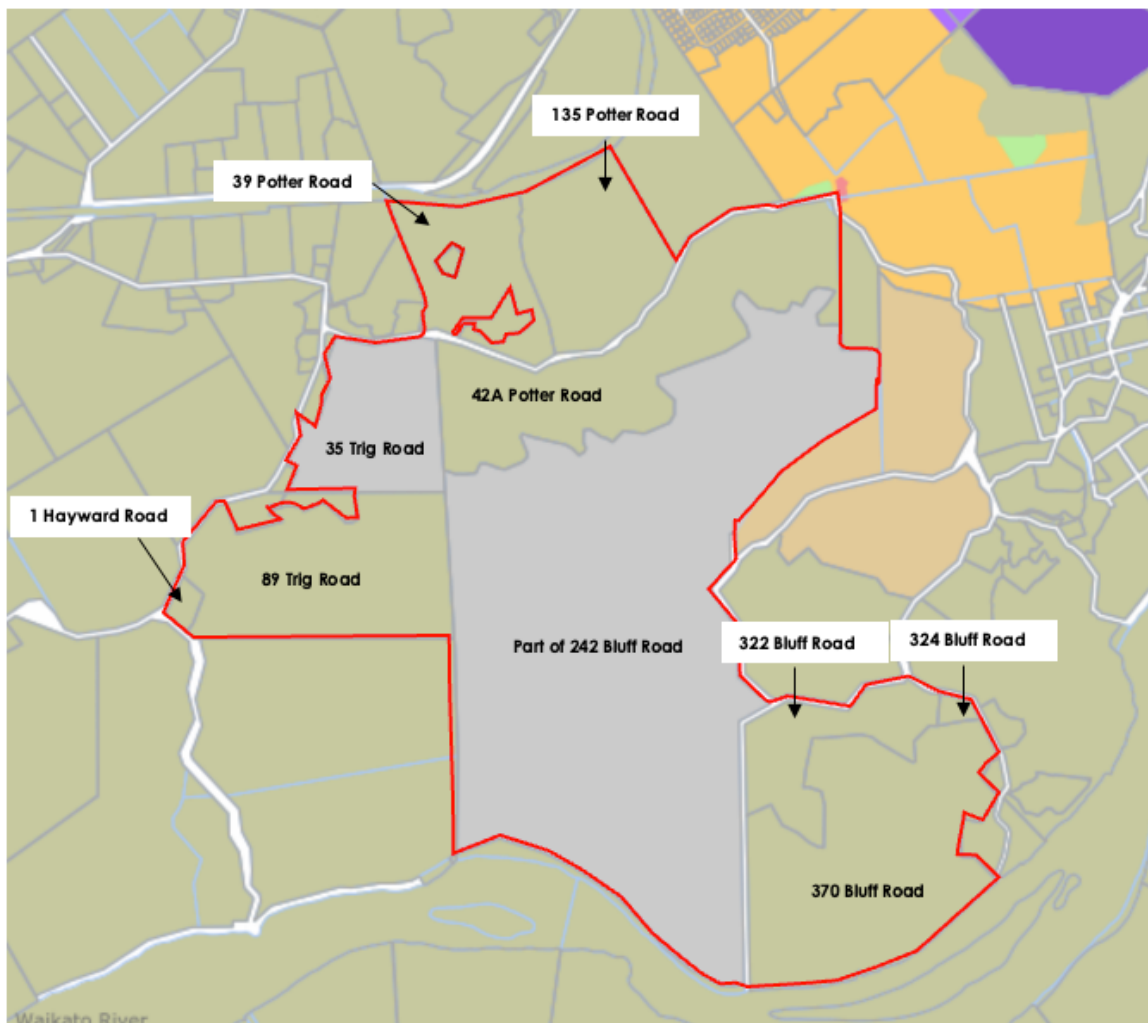 135 Potter Road
39 Potter Road
42A Potter Road
35 Trig Road
1 Hayward Road
89 Trig Road
Part of 242 Bluff Road
322 Bluff Road
324 Bluff Road
370 Bluff Road
Waikato River